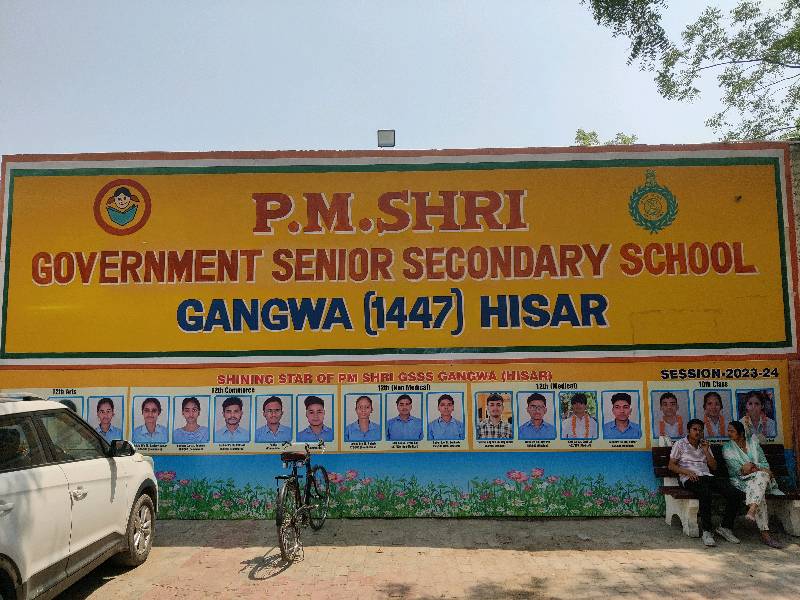 P.M.SHRI
GOVERNMENT SENIOR SECONDARY SCHOOL
GANGWA (1447) HISAR
SHINING STAR OF PM SHRI GSSS GANGWA (HISAR)
SESSION-2023-24
12th Arts
12th Commerce
12th (Non Medical)
12th (Medical)
10th Class